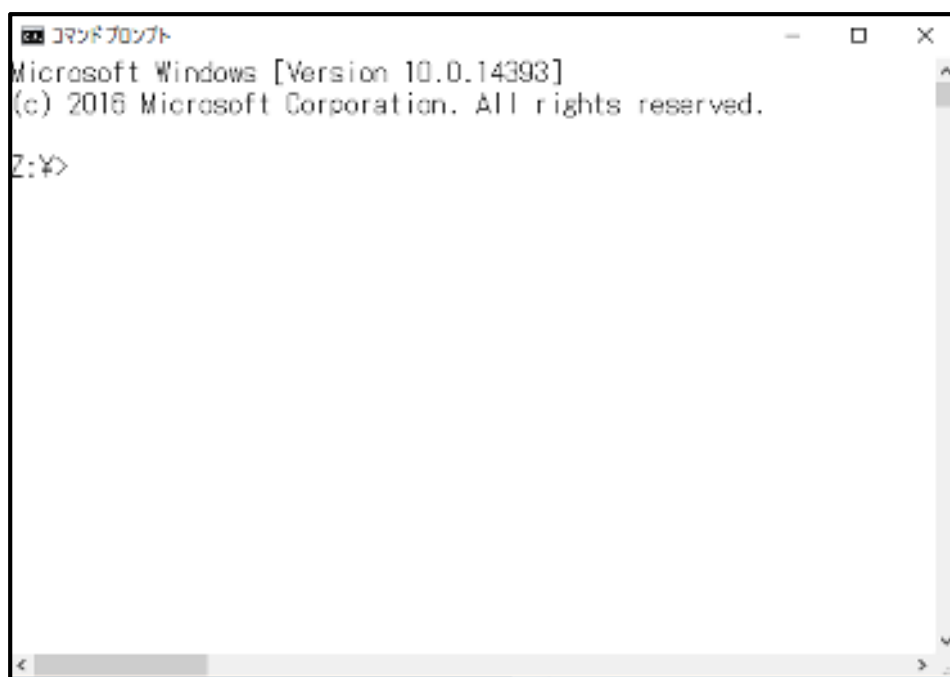 コマンド プロンプト
Microsoft Windows [Version 10.0.14393]
(c) 2016 Microsoft Corporation. All rights reserved.
Z:¥>